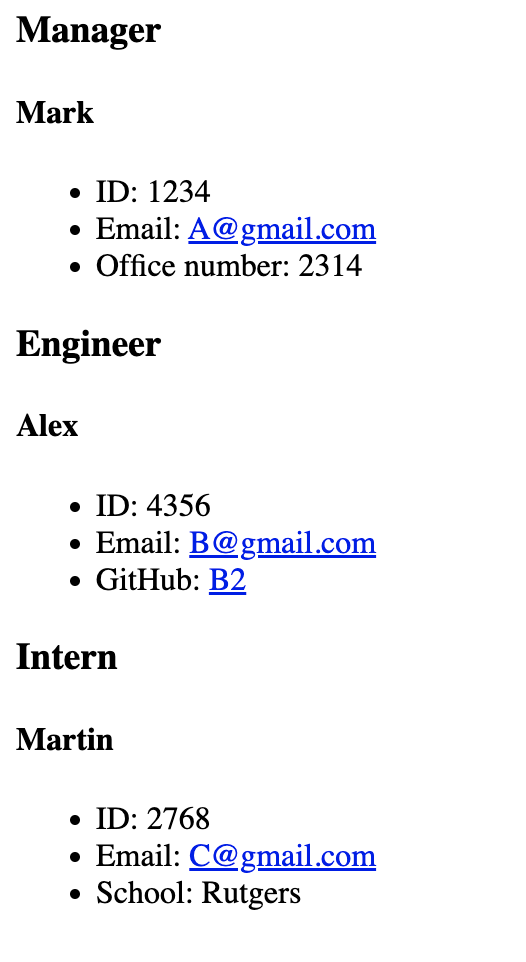 Manager
Mark
• ID: 1234
• Email: A@gmail.com
• Office number: 2314
Engineer
Alex
• ID: 4356
• Email: B@gmail.com
• GitHub: B2
Intern
Martin
• ID: 2768
• Email: C@gmail.com
• School: Rutgers